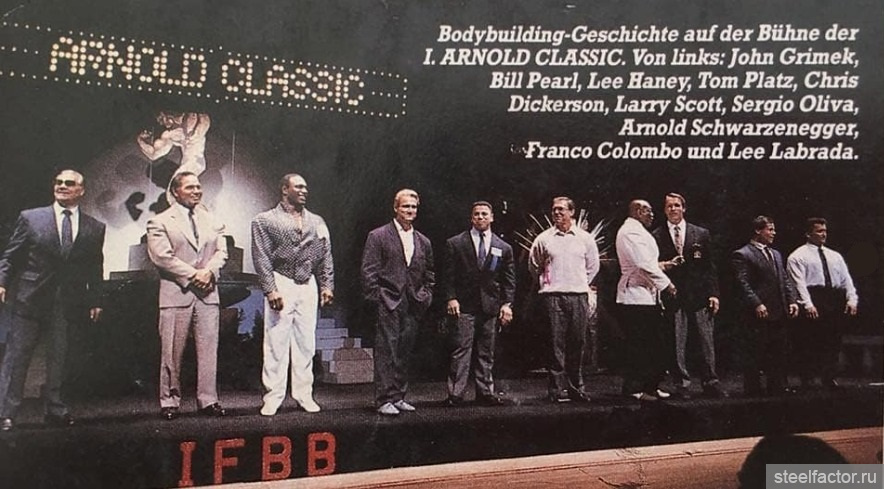 ARNOLD CLASSIC
Bodybuilding-Geschichte auf der Bühne der
I. ARNOLD CLASSIC. Von links: John Grimek,
Bill Pearl, Lee Haney, Tom Platz, Chris
Dickerson, Larry Scott, Sergio Oliva,
Arnold Schwarzenegger,
Franco Colombo und Lee Labrada.
IFBB
steelfactor.ru